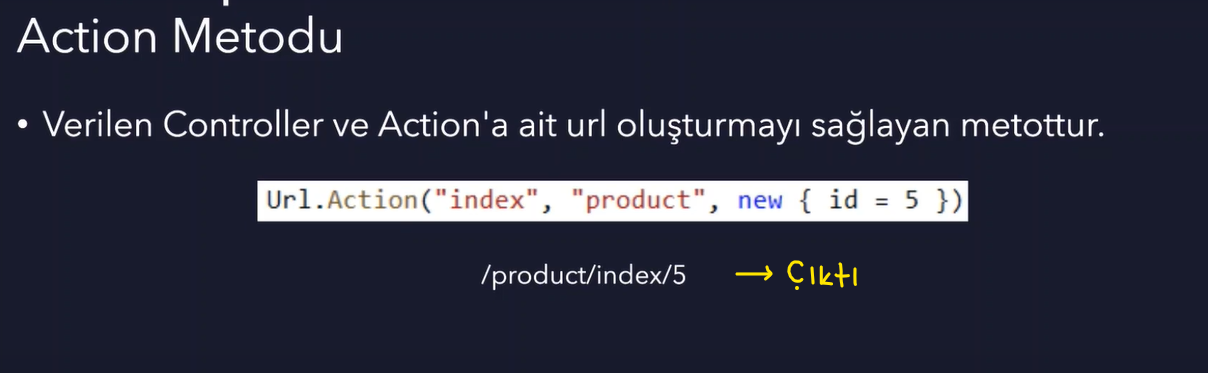 Action Metodu
• Verilen Controller ve Action'a ait url oluşturmayı sağlayan metottur.
Url.Action("index", "product", new { id = 5 })
/product/index/5 → Çıktı